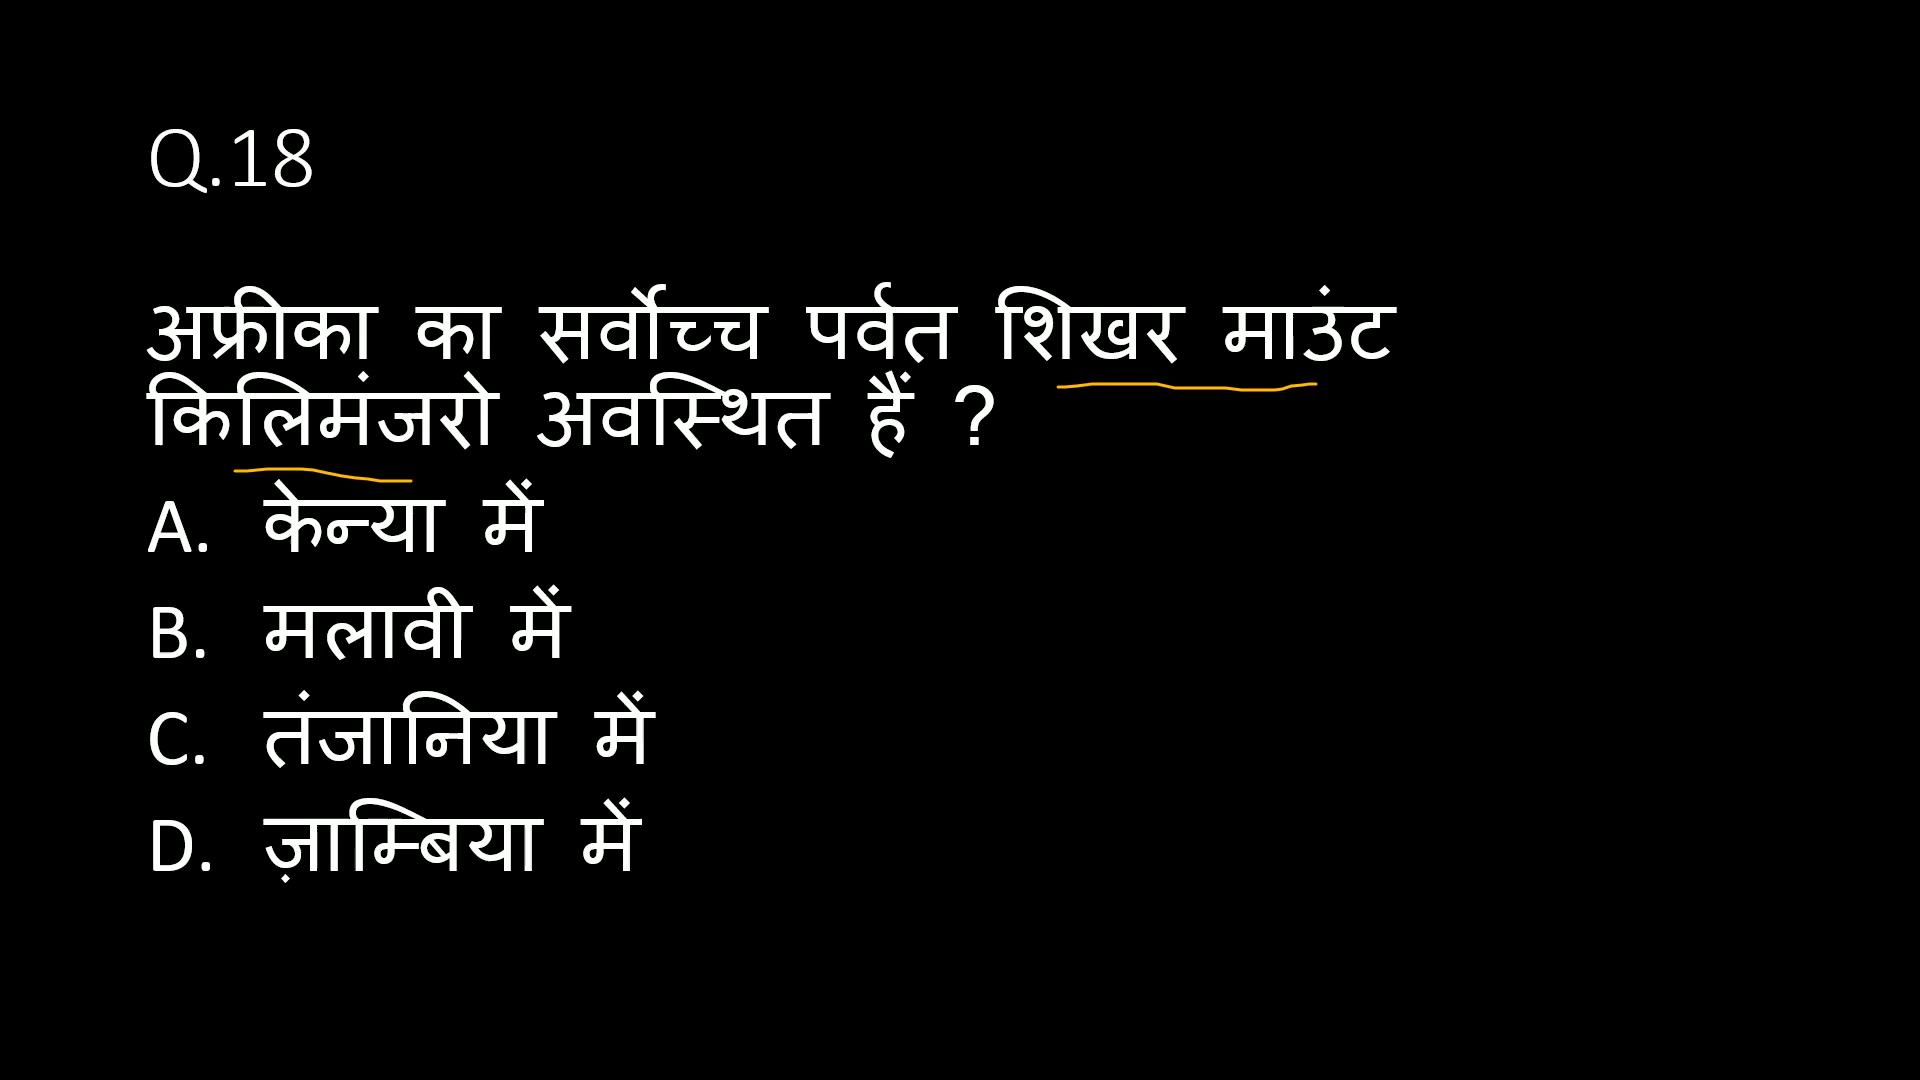 Q.18
अफ्रीका का सर्वोच्च पर्वत शिखर माउंट
किलिमंजरो अवस्थित हैं ?
A. केन्या में
B. मलावी में
C. तंजानिया में
D. ज़ाम्बिया में